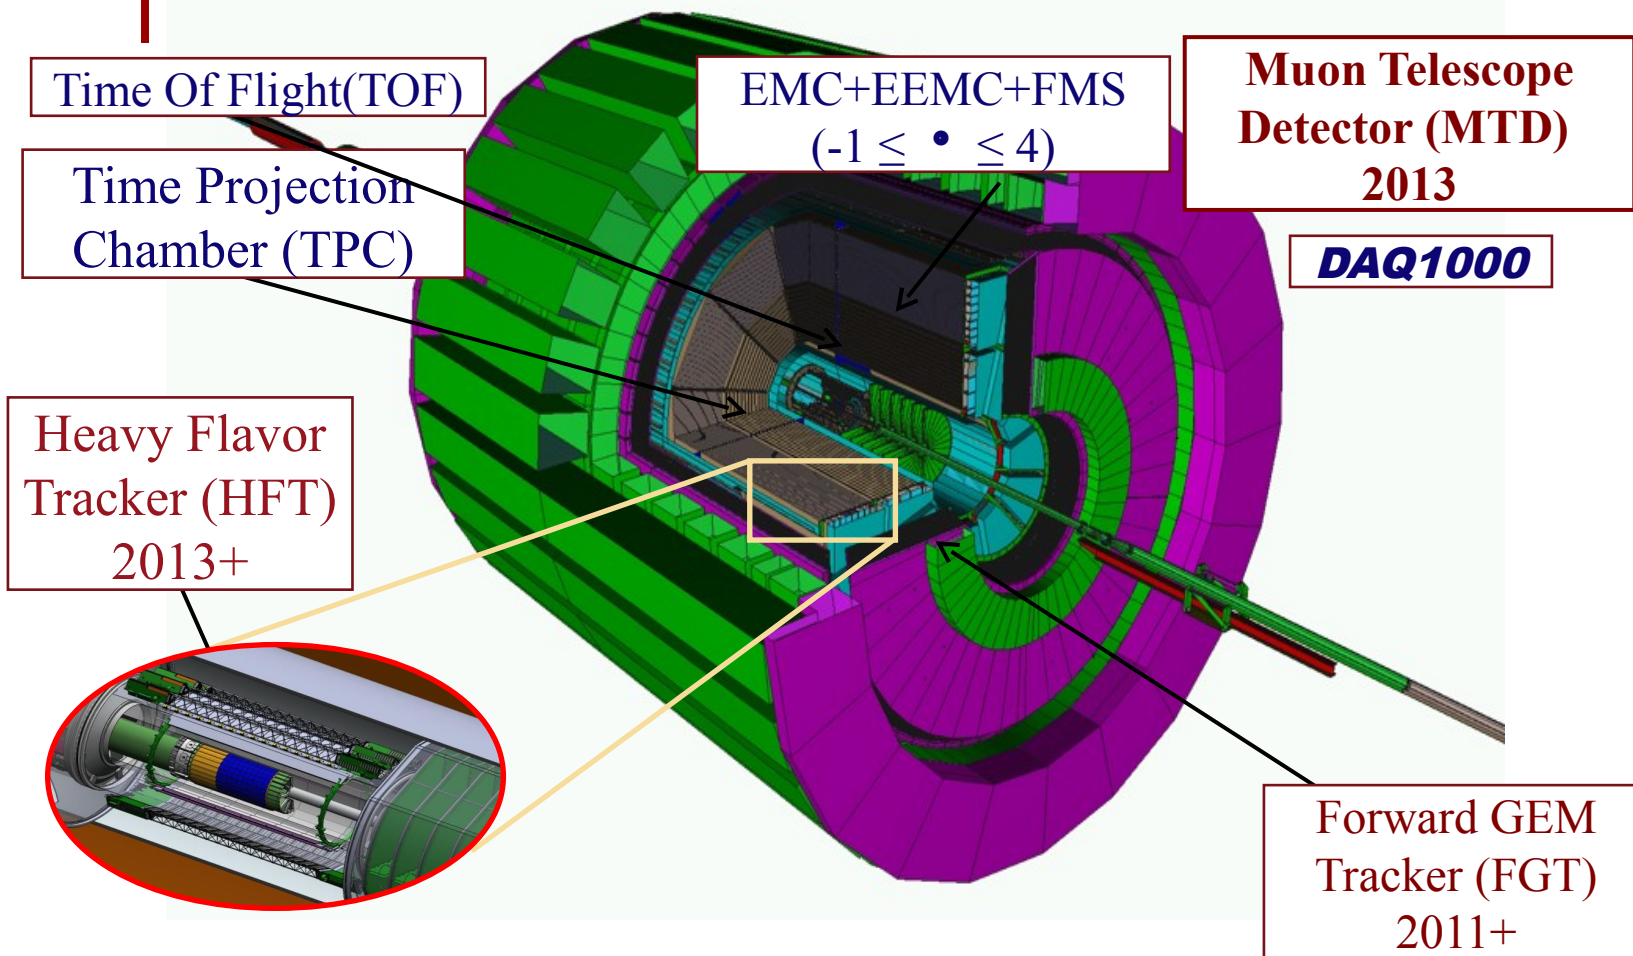 Time Of Flight(TOF)
EMC+EEMC+FMS
(-1 ≤ • ≤ 4)
Muon Telescope
Detector (MTD)
2013
Time Projection
Chamber (TPC)
DAQ1000
Heavy Flavor
Tracker (HFT)
2013+
Forward GEM
Tracker (FGT)
2011+